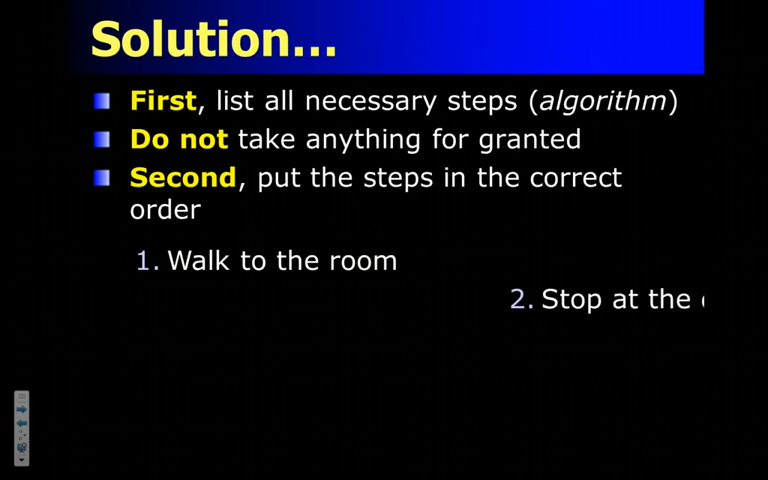 Solution...
First, list all necessary steps (algorithm)
Do not take anything for granted
Second, put the steps in the correct
order
1. Walk to the room
2. Stop at the